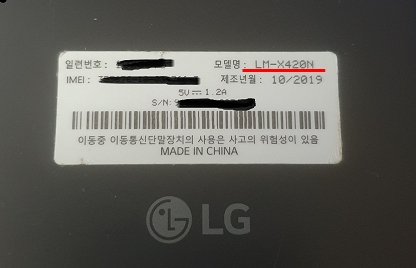 일련번호: 모델명: LM-X420N
IMEI: 제조년월: 10/2019
5V⎓1.2A
S/N: 9
이동중 이동통신단말장치의 사용은 사고의 위험성이 있음
MADE IN CHINA
LG